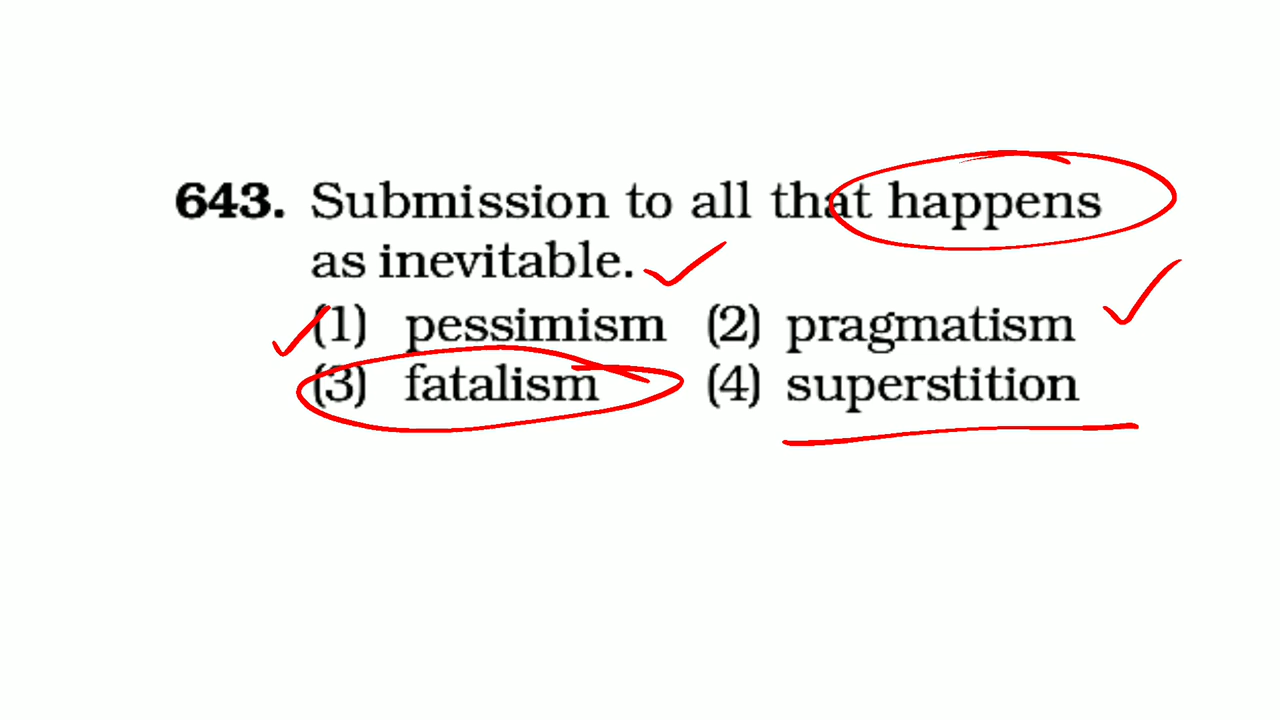 643. Submission to all that happens
as inevitable.
(1) pessimism (2) pragmatism
(3) fatalism (4) superstition